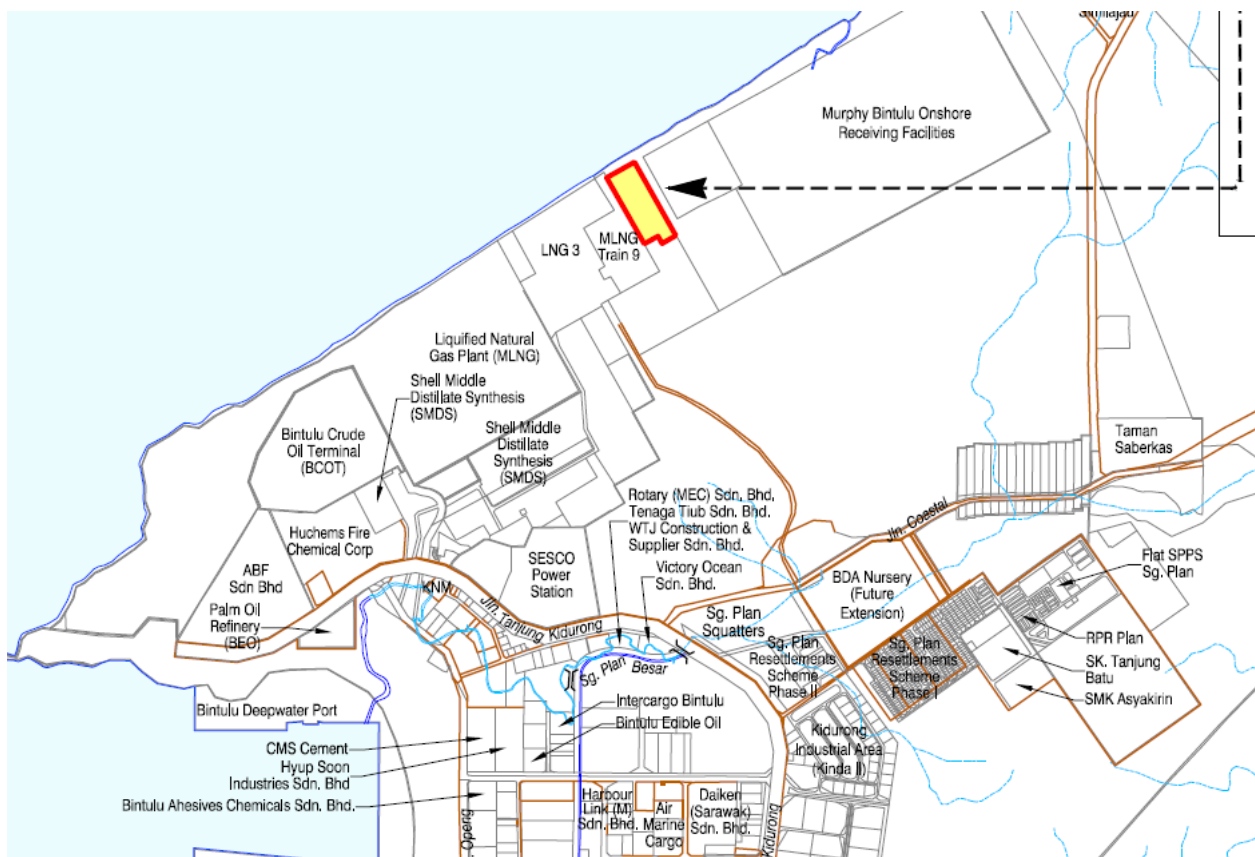 Murphy Bintulu Onshore
Receiving Facilities
LNG 3
MLNG
Train 9
Liquified Natural
Gas Plant (MLNG)
Shell Middle
Distillate Synthesis
(SMDS)
Shell Middle
Distillate
Synthesis
(SMDS)
Bintulu Crude
Oil Terminal
(BCOT)
Taman
Saberkas
Rotary (MEC) Sdn. Bhd,
Tenaga Tiub Sdn. Bhd.
WTJ Construction &
Supplier Sdn. Bhd.
Victory Ocean
Sdn. Bhd.
Jln. Coastal
Huchems Fire
Chemical Corp
ABF
Sdn Bhd
SESCO
Power
Station
KNM
Jln. Tanjung Kidurong
Palm Oil
Refinery
(BEO)
BDA Nursery
(Future
Extension)
Flat SPPS
Sg. Plan
Sg. Plan
Squatters
Sg. Plan
Resettlements
Scheme
Phase II
Sg. Plan
Resettlements
Scheme
Phase I
RPR Plan
SK. Tanjung
Batu
SMK Asyakirin
Sg. Plan Besar
Bintulu Deepwater Port
Intercargo Bintulu
Bintulu Edible Oil
CMS Cement
Hyup Soon
Industries Sdn. Bhd
Bintulu Ahesives Chemicals Sdn. Bhd.
Kidurong
Industrial Area
(Kinda II)
Harbour
Link (M)
Sdn. Bhd.
Air
Marine
Cargo
Daiken
(Sarawak)
Sdn. Bhd.
Kidurong